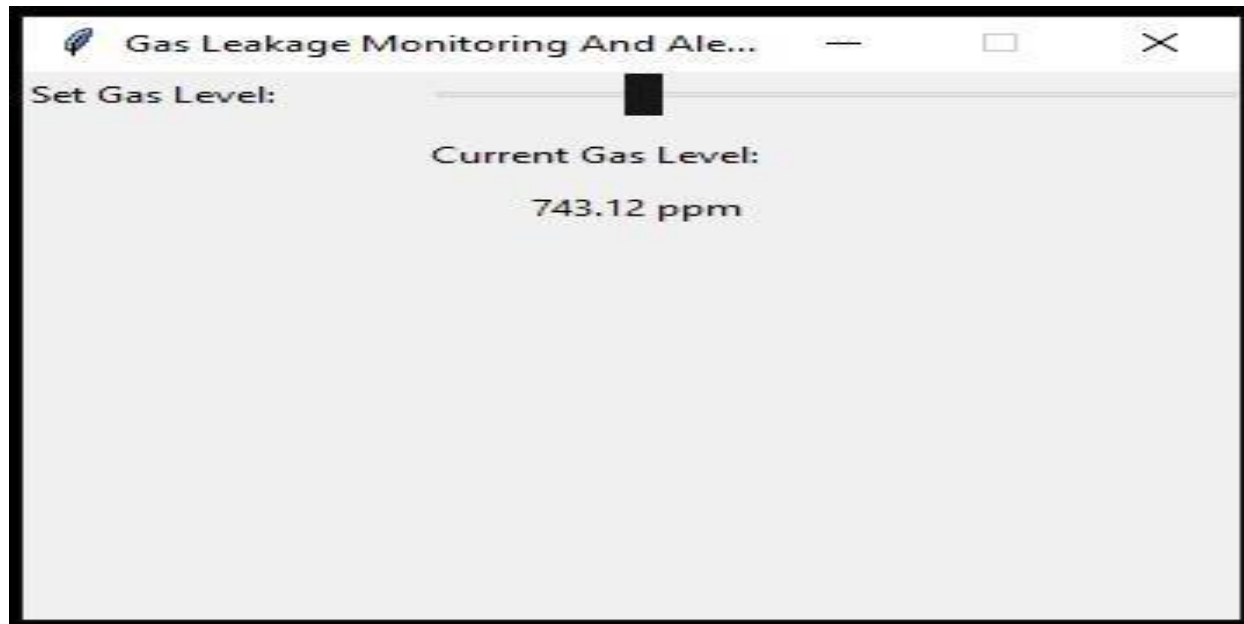 Gas Leakage Monitoring And Ale...
Set Gas Level:
Current Gas Level:
743.12 ppm